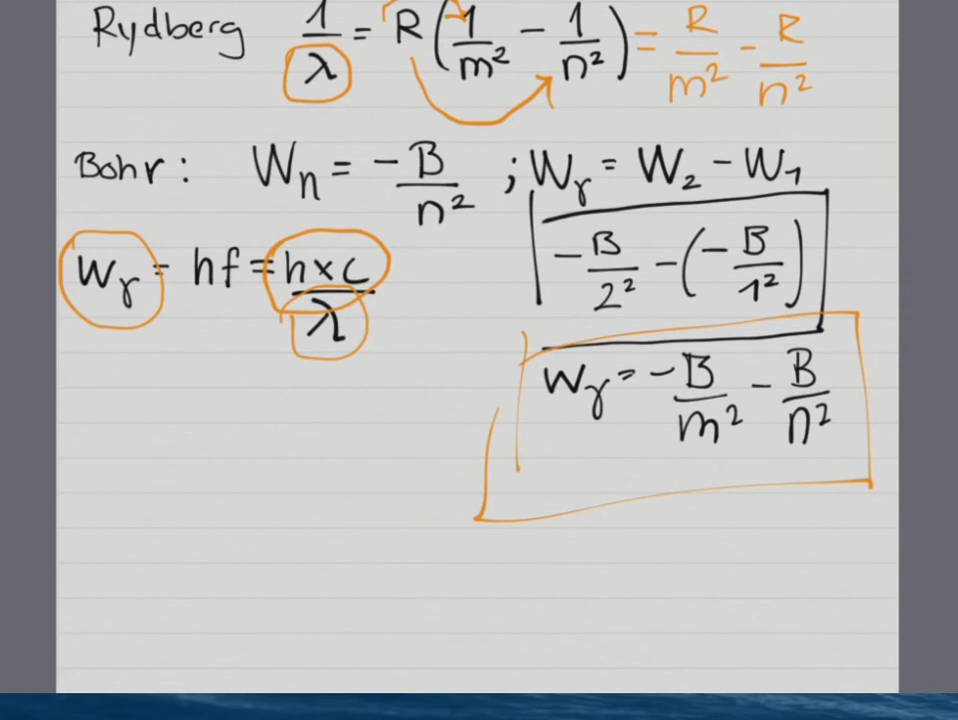 Rydberg 1/λ = R(1/m² - 1/n²) = R/m² - R/n²
Bohr: Wn = -B/n² ; Wγ = W₂ - W₁
-B/2² - (-B/1²)
Wγ = hf = h×c/λ
Wγ = -B/m² - B/n²